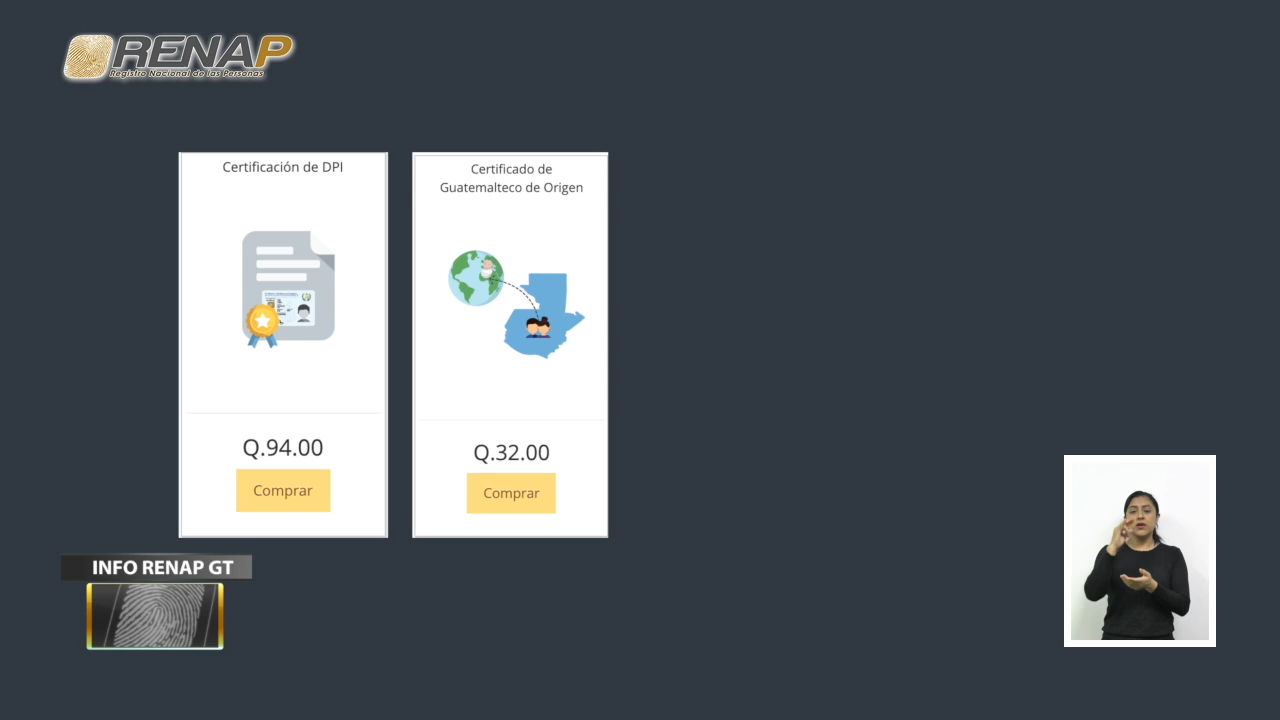 RENAP
Registro Nacional de las Personas
Certificación de DPI
Q.94.00
Comprar
Certificado de
Guatemalteco de Origen
Q.32.00
Comprar
INFO RENAP GT